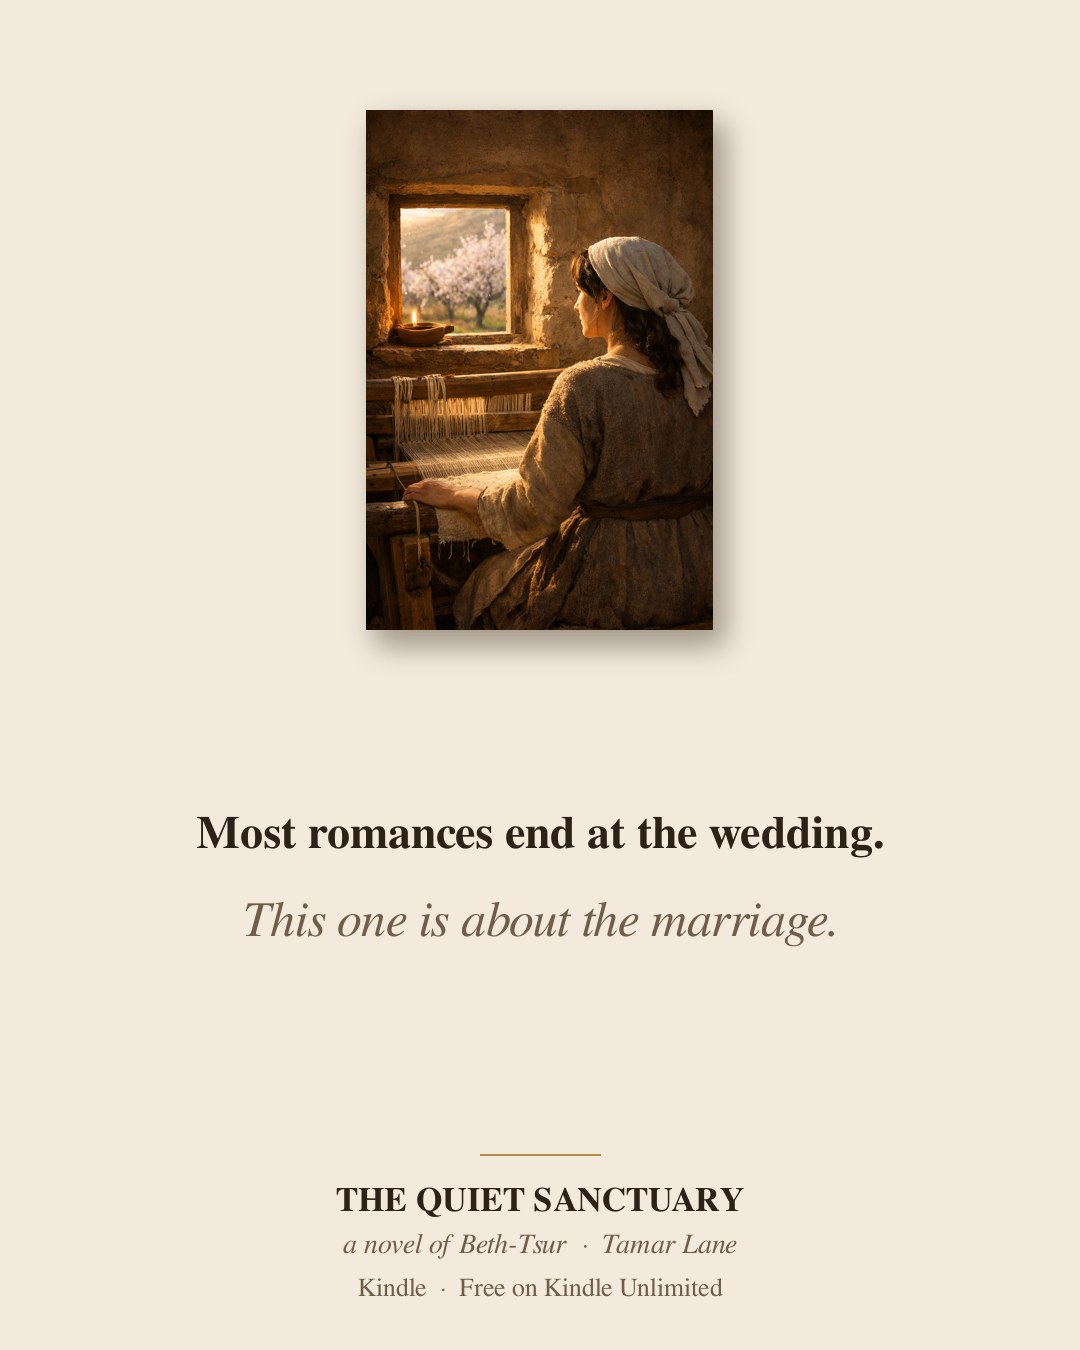 Most romances end at the wedding.
This one is about the marriage.
THE QUIET SANCTUARY
a novel of Beth-Tsur · Tamar Lane
Kindle · Free on Kindle Unlimited